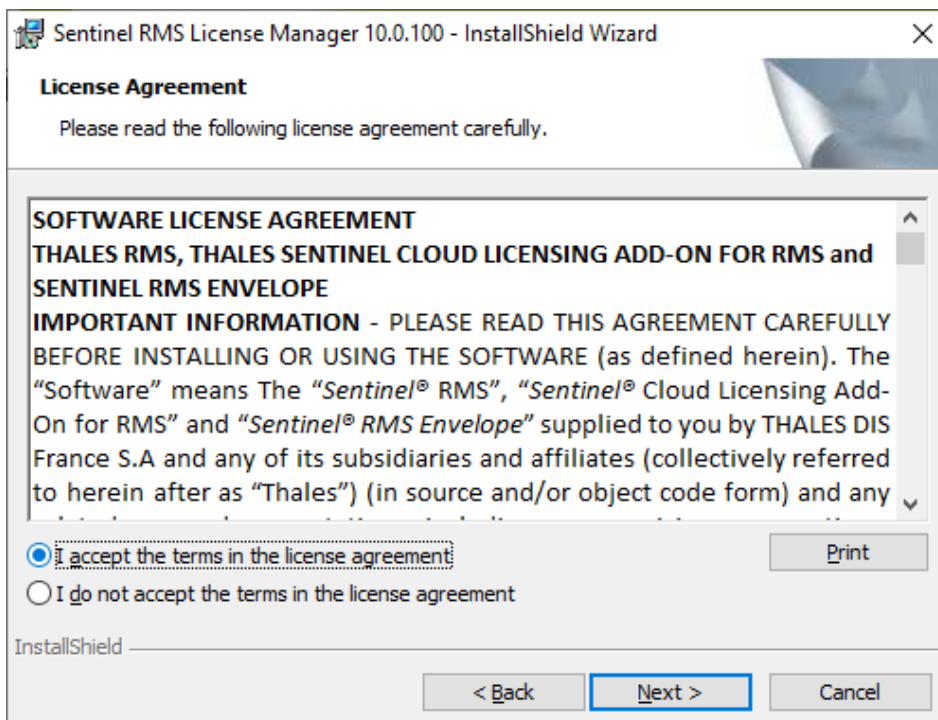 Sentinel RMS License Manager 10.0.100 - InstallShield Wizard
License Agreement
Please read the following license agreement carefully.
SOFTWARE LICENSE AGREEMENT
THALES RMS, THALES SENTINEL CLOUD LICENSING ADD-ON FOR RMS and
SENTINEL RMS ENVELOPE
IMPORTANT INFORMATION - PLEASE READ THIS AGREEMENT CAREFULLY
BEFORE INSTALLING OR USING THE SOFTWARE (as defined herein). The
“Software” means The “Sentinel® RMS”, “Sentinel® Cloud Licensing Add-
On for RMS” and “Sentinel® RMS Envelope” supplied to you by THALES DIS
France S.A and any of its subsidiaries and affiliates (collectively referred
to herein after as “Thales”) (in source and/or object code form) and any
I accept the terms in the license agreement
Print
I do not accept the terms in the license agreement
InstallShield
< Back
Next >
Cancel